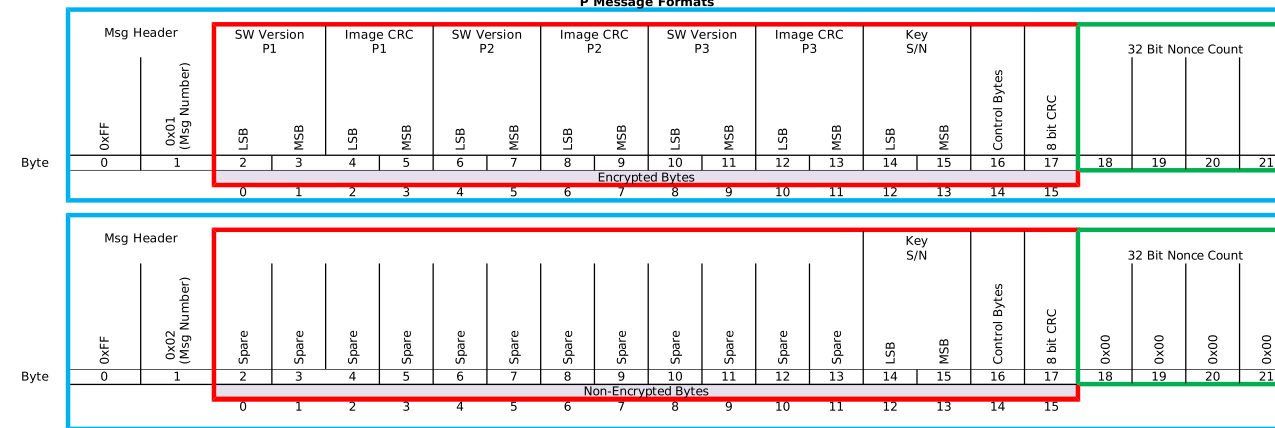 P Message Formats
Msg Header
SW Version P1
Image CRC P1
SW Version P2
Image CRC P2
SW Version P3
Image CRC P3
Key S/N
32 Bit Nonce Count
0xFF
0x01 (Msg Number)
LSB MSB LSB MSB LSB MSB LSB MSB LSB MSB LSB MSB LSB MSB
Control Bytes
8 bit CRC
Byte 0 1 2 3 4 5 6 7 8 9 10 11 12 13 14 15 16 17 18 19 20 21
Encrypted Bytes
0 1 2 3 4 5 6 7 8 9 10 11 12 13 14 15
Msg Header
Key S/N
32 Bit Nonce Count
0xFF
0x02 (Msg Number)
Spare Spare Spare Spare Spare Spare Spare Spare Spare Spare Spare Spare
LSB MSB
Control Bytes
8 bit CRC
0x00 0x00 0x00 0x00
Byte 0 1 2 3 4 5 6 7 8 9 10 11 12 13 14 15 16 17 18 19 20 21
Non-Encrypted Bytes
0 1 2 3 4 5 6 7 8 9 10 11 12 13 14 15